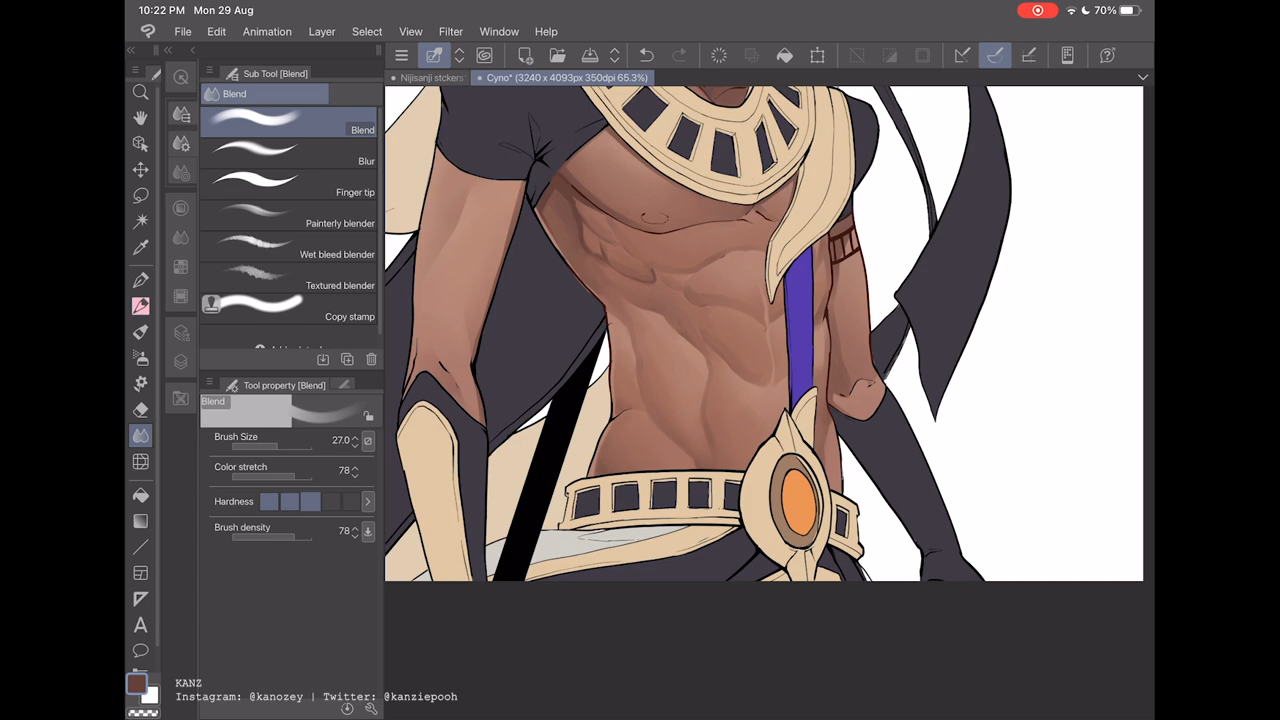 10:22 PM Mon 29 Aug
70%
File Edit Animation Layer Select View Filter Window Help
Sub Tool [Blend]
Nijisanji stckers
Cyno* (3240 x 4093px 350dpi 65.3%)
Blend
Blend
Blur
Finger tip
Painterly blender
Wet bleed blender
Textured blender
Copy stamp
Tool property [Blend]
Blend
Brush Size 27.0
Color stretch 78
Hardness
Brush density 78
A
KANZ
Instagram: @kanozey | Twitter: @kanziepooh